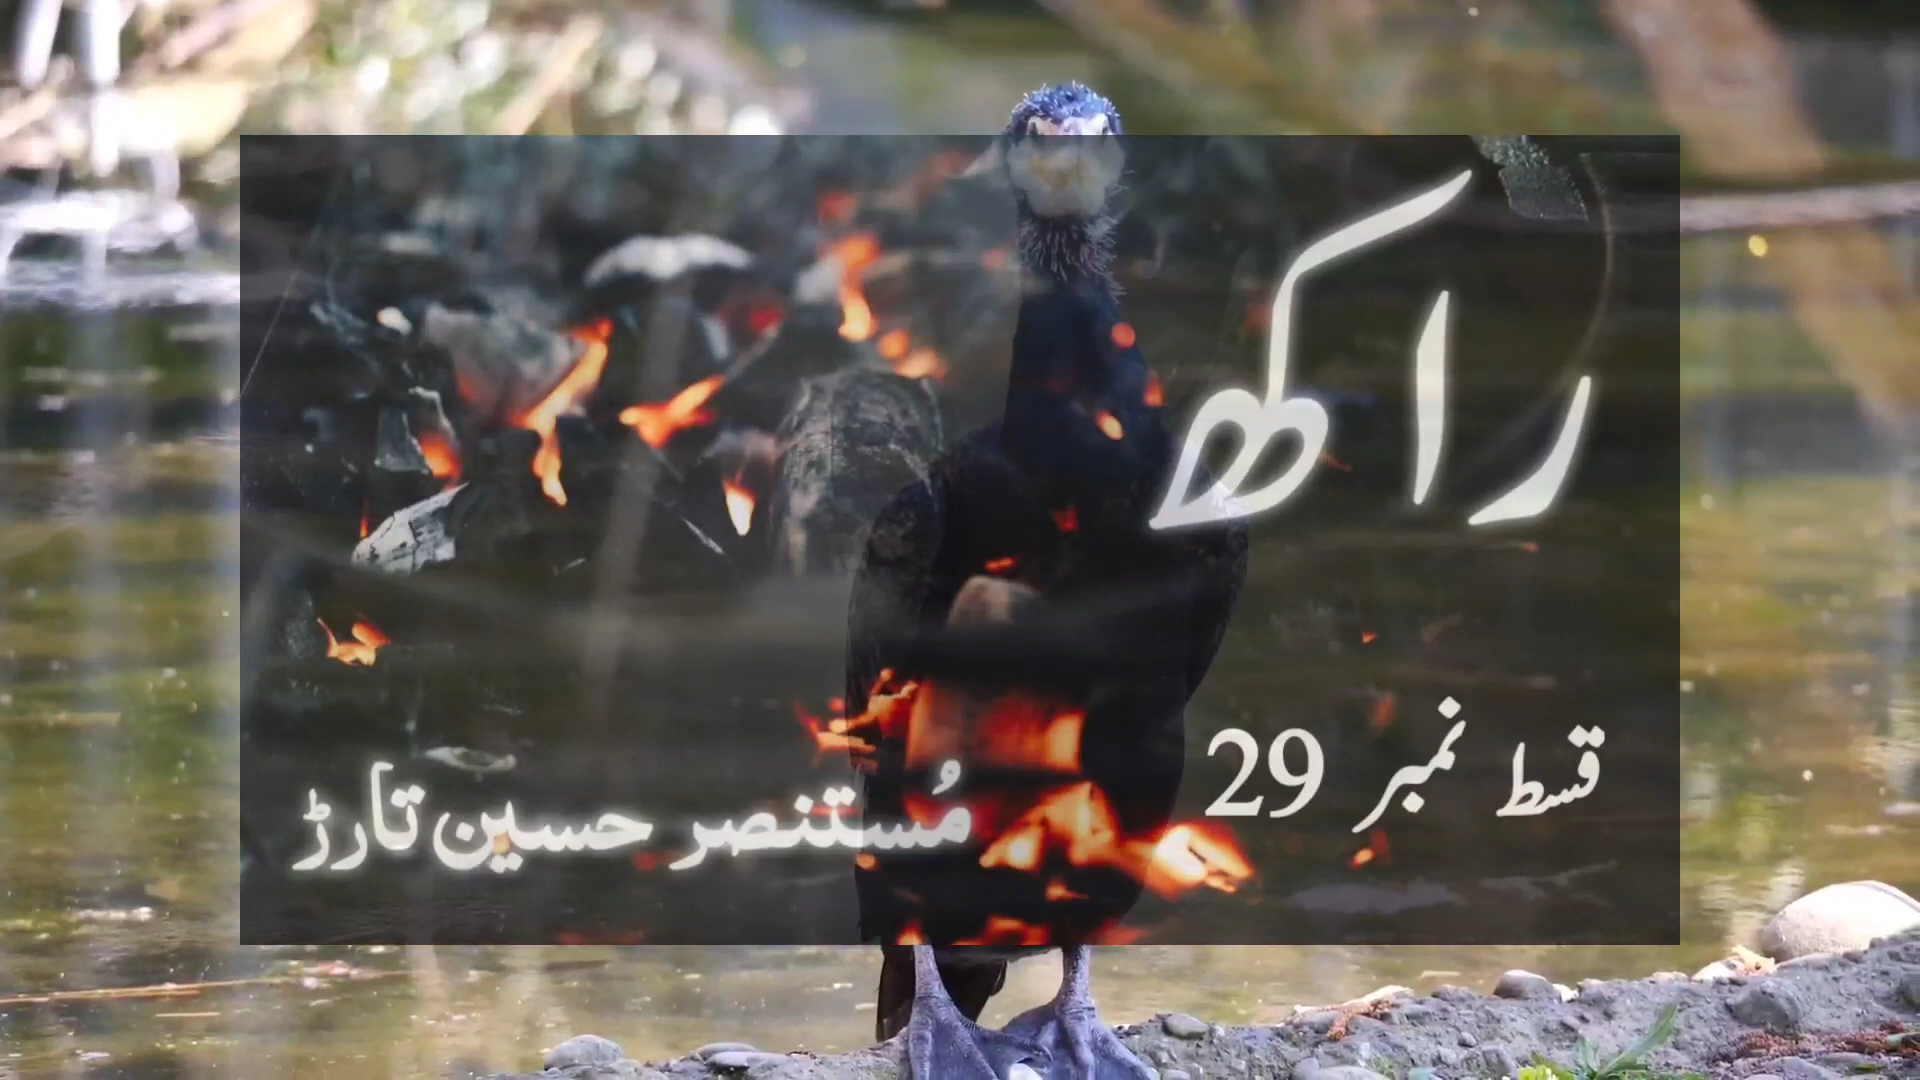 راکھ
قسط نمبر 29
مُستنصر حسین تارڑ